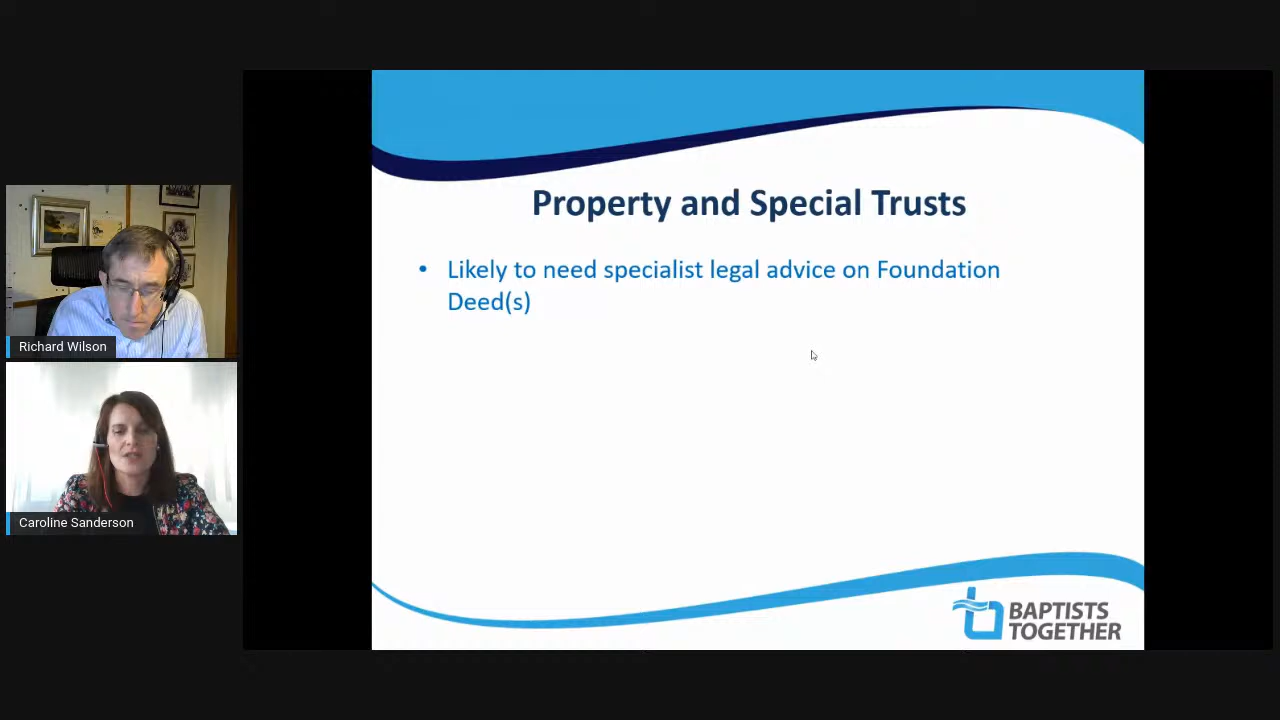 Property and Special Trusts
• Likely to need specialist legal advice on Foundation
Deed(s)
Richard Wilson
Caroline Sanderson
BAPTISTS
TOGETHER